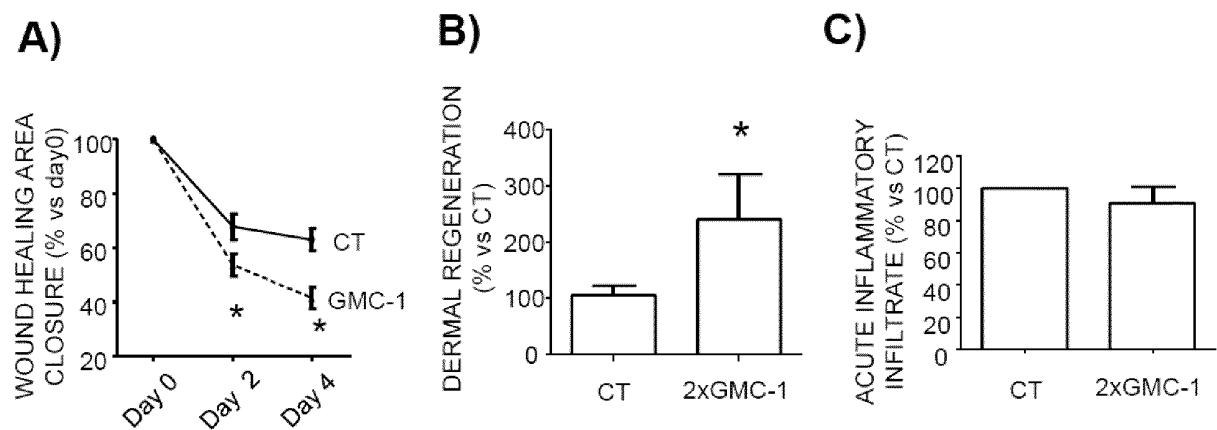 A)
WOUND HEALING AREA
CLOSURE (% vs day0)
100
80
60
40
20
CT
GMC-1
*
*
Day 0
Day 2
Day 4
B)
DERMAL REGENERATION
(% vs CT)
400
300
200
100
0
*
CT
2xGMC-1
C)
ACUTE INFLAMMATORY
INFILTRATE (% vs CT)
120
100
80
60
40
20
0
CT
2xGMC-1